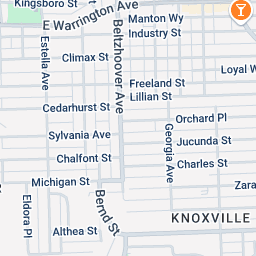 Kingsboro St
E Warrington Ave
Manton Wy
Industry St
Estella Ave
Beltzhoover Ave
Climax St
Loyal W
Freeland St
Lillian St
Cedarhurst St
Orchard Pl
Sylvania Ave
Georgia Ave
Jucunda St
Chalfont St
Charles St
Michigan St
Zara
Eldora Pl
Bernd St
KNOXVILLE
Althea St